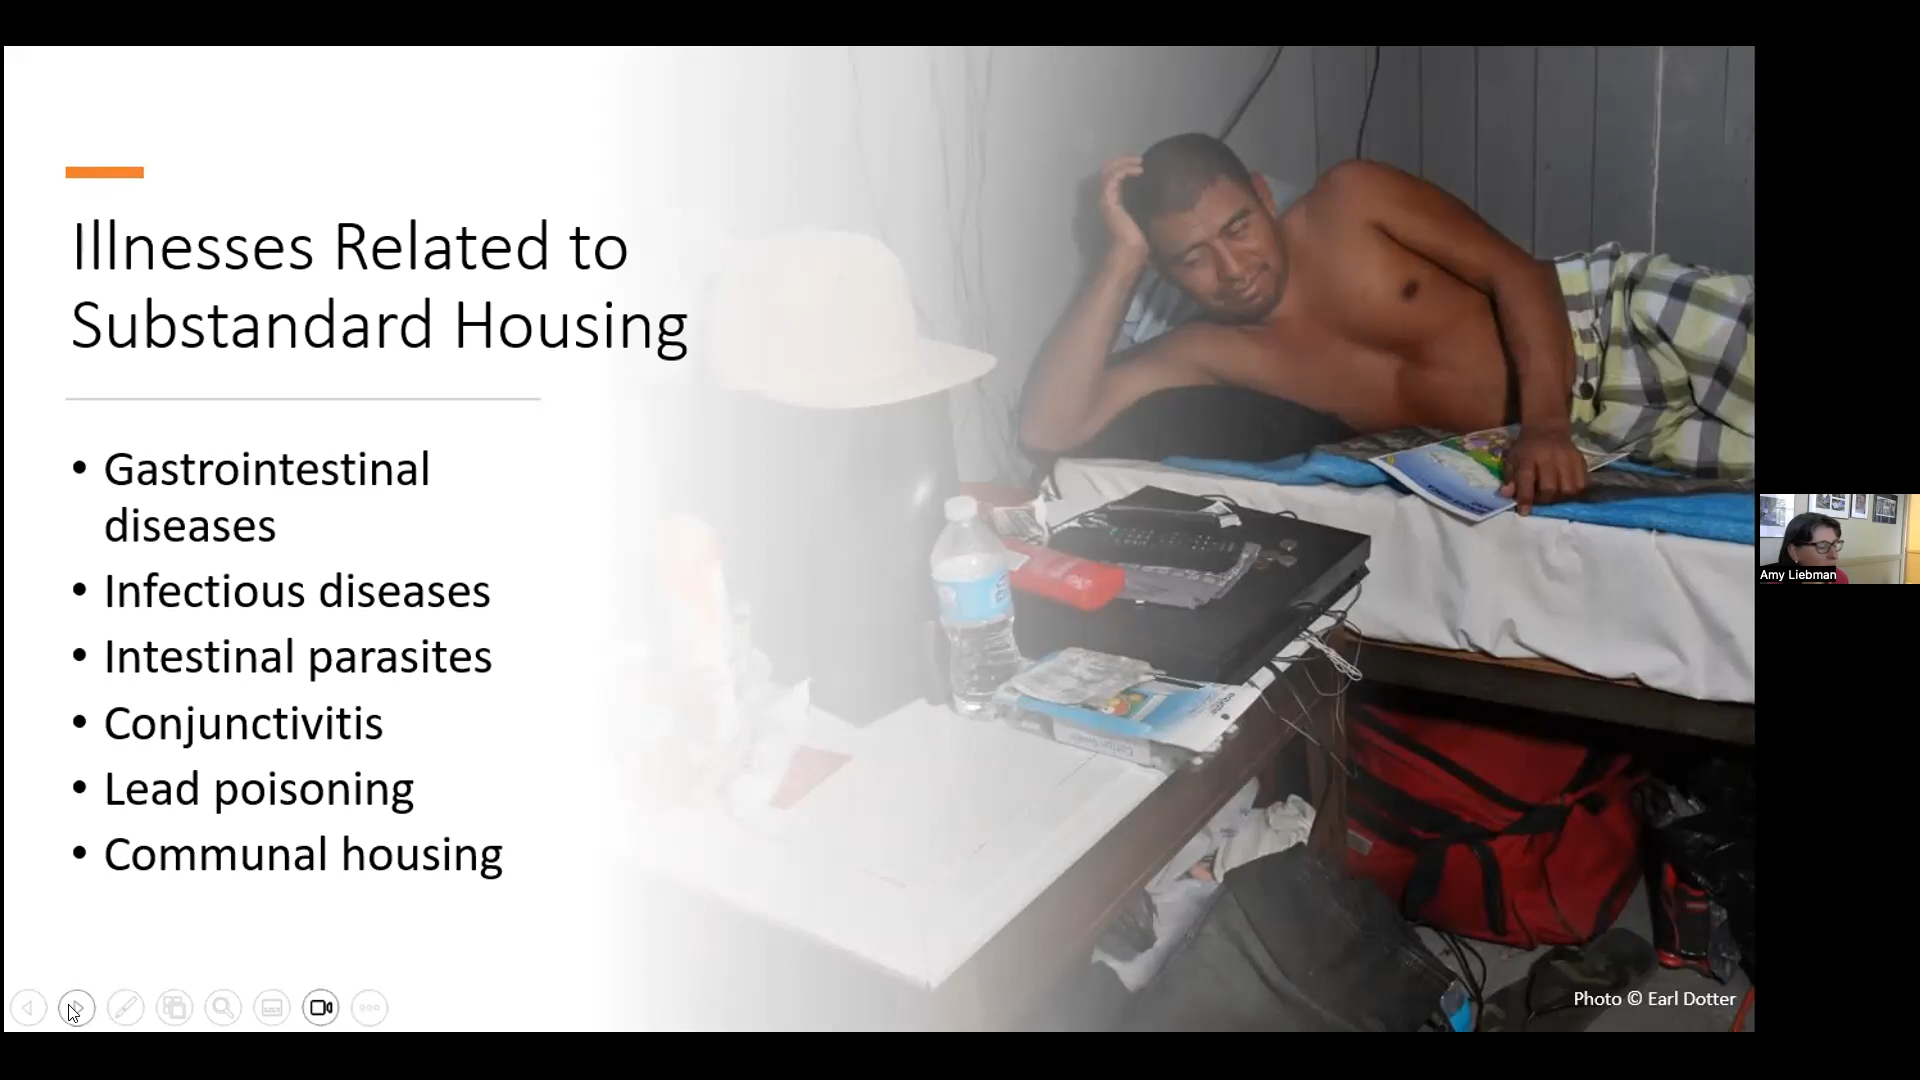 Illnesses Related to
Substandard Housing
• Gastrointestinal
diseases
• Infectious diseases
• Intestinal parasites
• Conjunctivitis
• Lead poisoning
• Communal housing
Photo © Earl Dotter
Amy Liebman